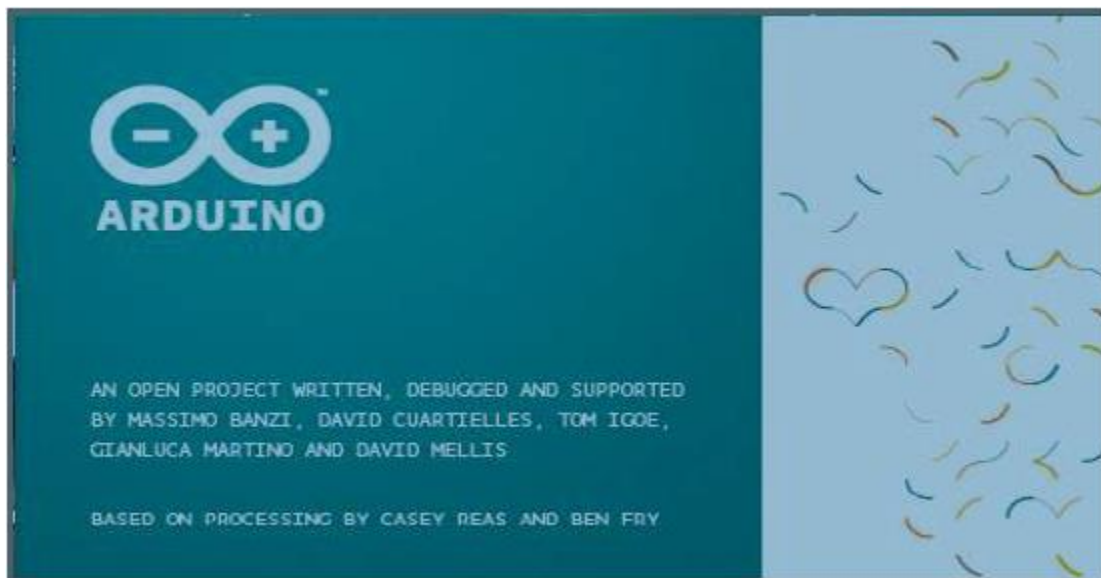 ARDUINO
AN OPEN PROJECT WRITTEN, DEBUGGED AND SUPPORTED
BY MASSIMO BANZI, DAVID CUARTIELLES, TOM IGOE,
GIANLUCA MARTINO AND DAVID MELLIS
BASED ON PROCESSING BY CASEY REAS AND BEN FRY